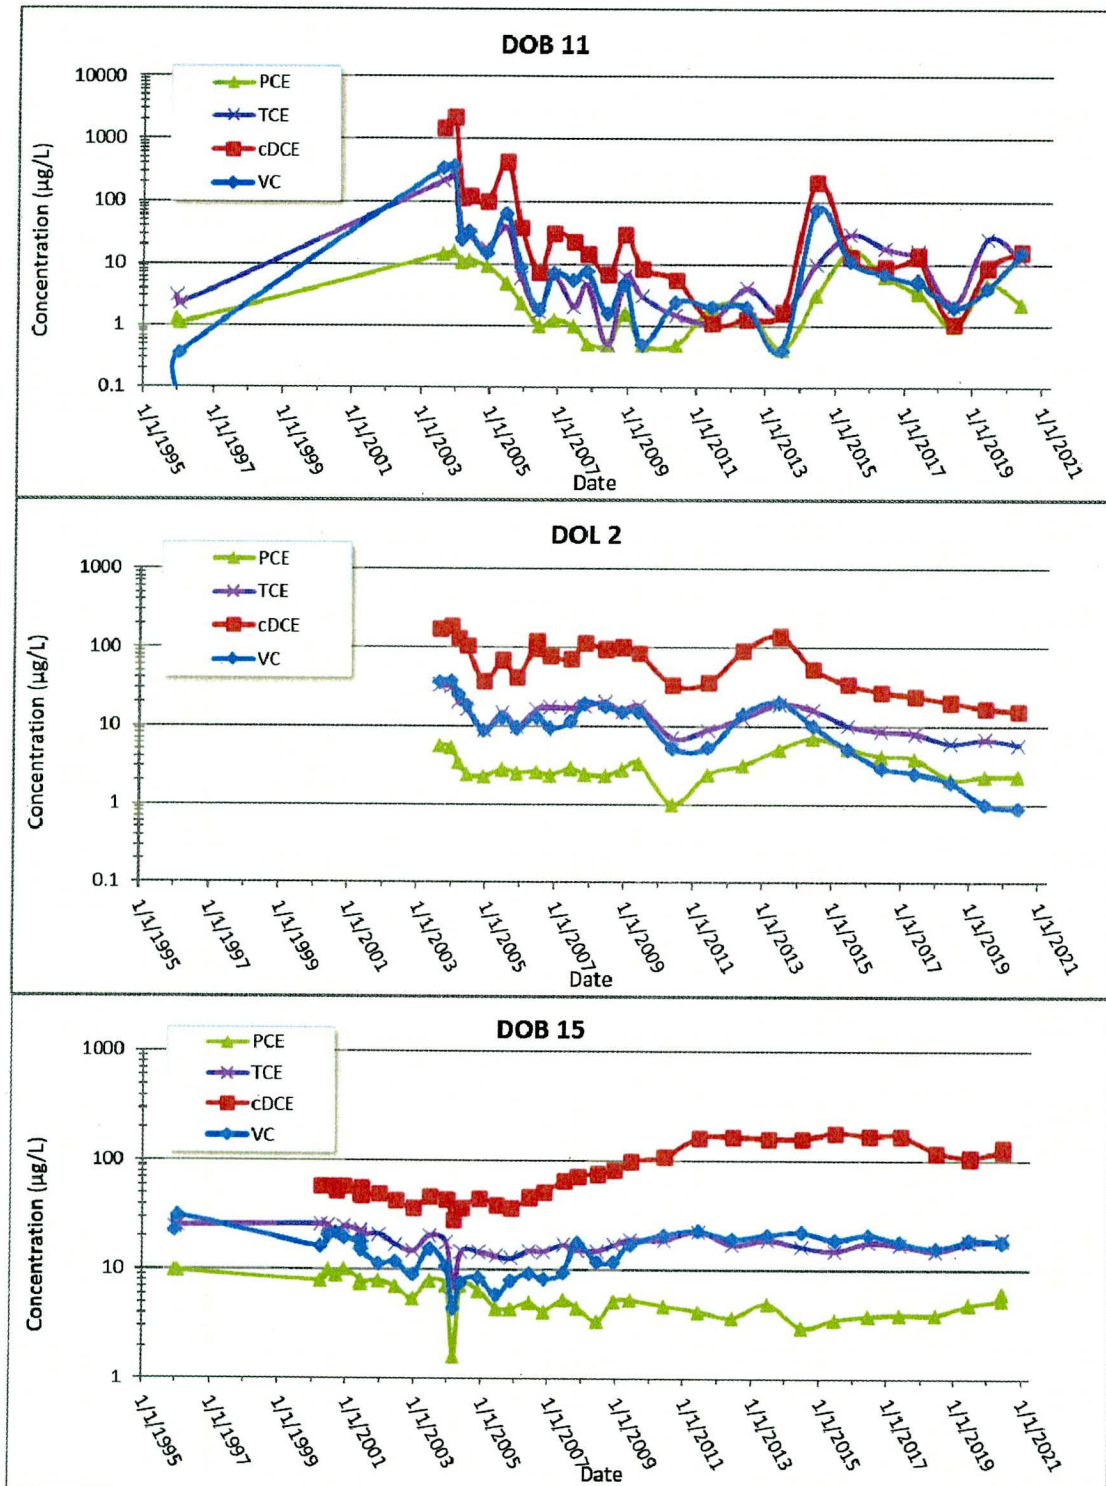 DOB 11
10000
1000
100
10
1
0.1
Concentration (µg/L)
PCE
TCE
cDCE
VC
1/1/1995
1/1/1997
1/1/1999
1/1/2001
1/1/2003
1/1/2005
1/1/2007
1/1/2009
1/1/2011
1/1/2013
1/1/2015
1/1/2017
1/1/2019
1/1/2021
Date
DOL 2
1000
100
10
1
0.1
Concentration (µg/L)
PCE
TCE
cDCE
VC
1/1/1995
1/1/1997
1/1/1999
1/1/2001
1/1/2003
1/1/2005
1/1/2007
1/1/2009
1/1/2011
1/1/2013
1/1/2015
1/1/2017
1/1/2019
1/1/2021
Date
DOB 15
1000
100
10
1
Concentration (µg/L)
PCE
TCE
cDCE
VC
1/1/1995
1/1/1997
1/1/1999
1/1/2001
1/1/2003
1/1/2005
1/1/2007
1/1/2009
1/1/2011
1/1/2013
1/1/2015
1/1/2017
1/1/2019
1/1/2021
Date